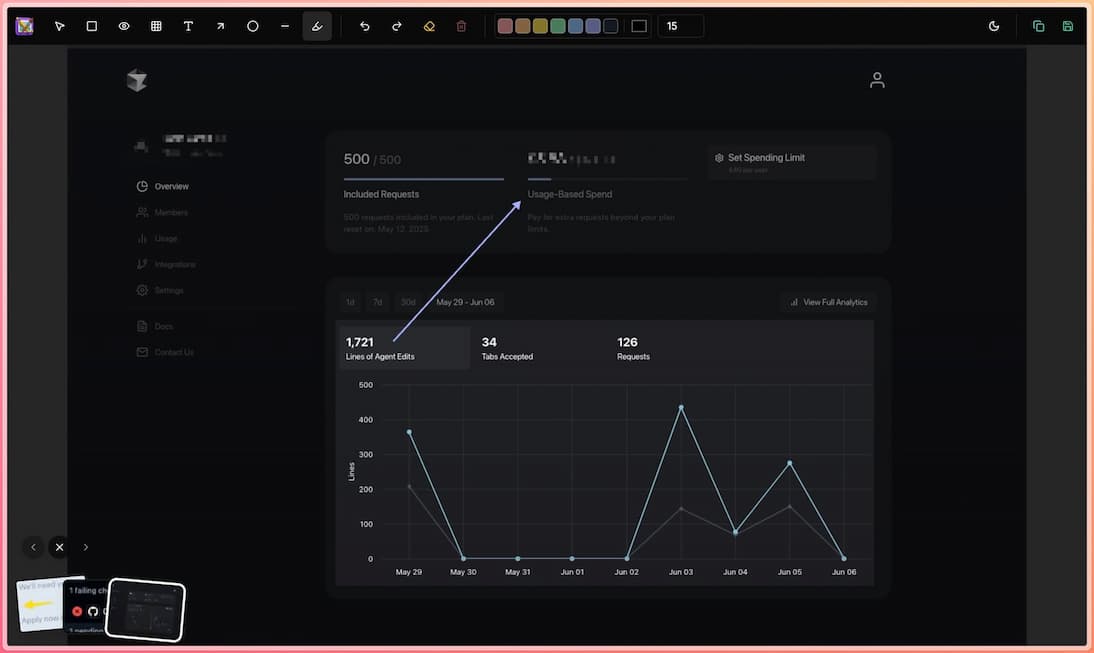 15
500 / 500
Included Requests
500 requests included in your plan. Last
reset on: May 12, 2025
Usage-Based Spend
Pay for extra requests beyond your plan
limits.
Set Spending Limit
Overview
Members
Usage
Integrations
Settings
Docs
Contact Us
1d
7d
30d
May 29 - Jun 06
View Full Analytics
1,721
Lines of Agent Edits
34
Tabs Accepted
126
Requests
Lines
500
400
300
200
100
0
May 29
May 30
May 31
Jun 01
Jun 02
Jun 03
Jun 04
Jun 05
Jun 06
We'll need
Apply now
1 failing